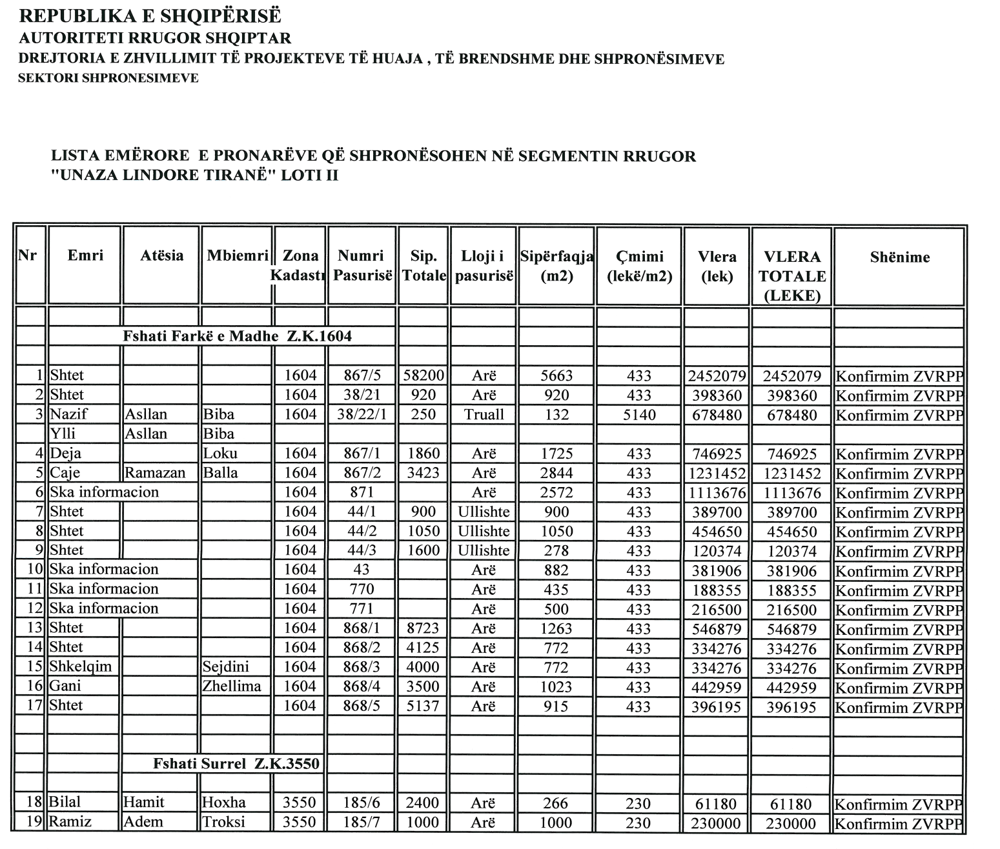 REPUBLIKA E SHQIPËRISË
AUTORITETI RRUGOR SHQIPTAR
DREJTORIA E ZHVILLIMIT TË PROJEKTEVE TË HUAJA , TË BRENDSHME DHE SHPRONËSIMEVE
SEKTORI SHPRONESIMEVE
LISTA EMËRORE E PRONARËVE QË SHPRONËSOHEN NË SEGMENTIN RRUGOR
"UNAZA LINDORE TIRANË" LOTI II
Nr Emri Atësia Mbiemri Zona Numri Sip. Lloji i Sipërfaqja Çmimi Vlera VLERA Shënime
Kadastr Pasurisë Totale pasurisë (m2) (lekë/m2) (lek) TOTALE
(LEKE)
Fshati Farkë e Madhe Z.K.1604
1 Shtet 1604 867/5 58200 Arë 5663 433 2452079 2452079 Konfirmim ZVRPP
2 Shtet 1604 38/21 920 Arë 920 433 398360 398360 Konfirmim ZVRPP
3 Nazif Asllan Biba 1604 38/22/1 250 Truall 132 5140 678480 678480 Konfirmim ZVRPP
Ylli Asllan Biba
4 Deja Loku 1604 867/1 1860 Arë 1725 433 746925 746925 Konfirmim ZVRPP
5 Caje Ramazan Balla 1604 867/2 3423 Arë 2844 433 1231452 1231452 Konfirmim ZVRPP
6 Ska informacion 1604 871 Arë 2572 433 1113676 1113676 Konfirmim ZVRPP
7 Shtet 1604 44/1 900 Ullishte 900 433 389700 389700 Konfirmim ZVRPP
8 Shtet 1604 44/2 1050 Ullishte 1050 433 454650 454650 Konfirmim ZVRPP
9 Shtet 1604 44/3 1600 Ullishte 278 433 120374 120374 Konfirmim ZVRPP
10 Ska informacion 1604 43 Arë 882 433 381906 381906 Konfirmim ZVRPP
11 Ska informacion 1604 770 Arë 435 433 188355 188355 Konfirmim ZVRPP
12 Ska informacion 1604 771 Arë 500 433 216500 216500 Konfirmim ZVRPP
13 Shtet 1604 868/1 8723 Arë 1263 433 546879 546879 Konfirmim ZVRPP
14 Shtet 1604 868/2 4125 Arë 772 433 334276 334276 Konfirmim ZVRPP
15 Shkelqim Sejdini 1604 868/3 4000 Arë 772 433 334276 334276 Konfirmim ZVRPP
16 Gani Zhellima 1604 868/4 3500 Arë 1023 433 442959 442959 Konfirmim ZVRPP
17 Shtet 1604 868/5 5137 Arë 915 433 396195 396195 Konfirmim ZVRPP
Fshati Surrel Z.K.3550
18 Bilal Hamit Hoxha 3550 185/6 2400 Arë 266 230 61180 61180 Konfirmim ZVRPP
19 Ramiz Adem Troksi 3550 185/7 1000 Arë 1000 230 230000 230000 Konfirmim ZVRPP